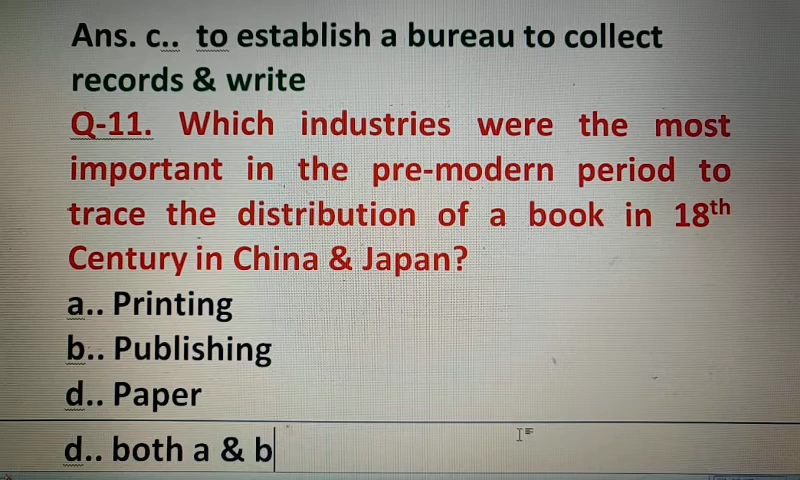 Ans. c.. to establish a bureau to collect
records & write
Q-11. Which industries were the most
important in the pre-modern period to
trace the distribution of a book in 18th
Century in China & Japan?
a.. Printing
b.. Publishing
d.. Paper
d.. both a & b